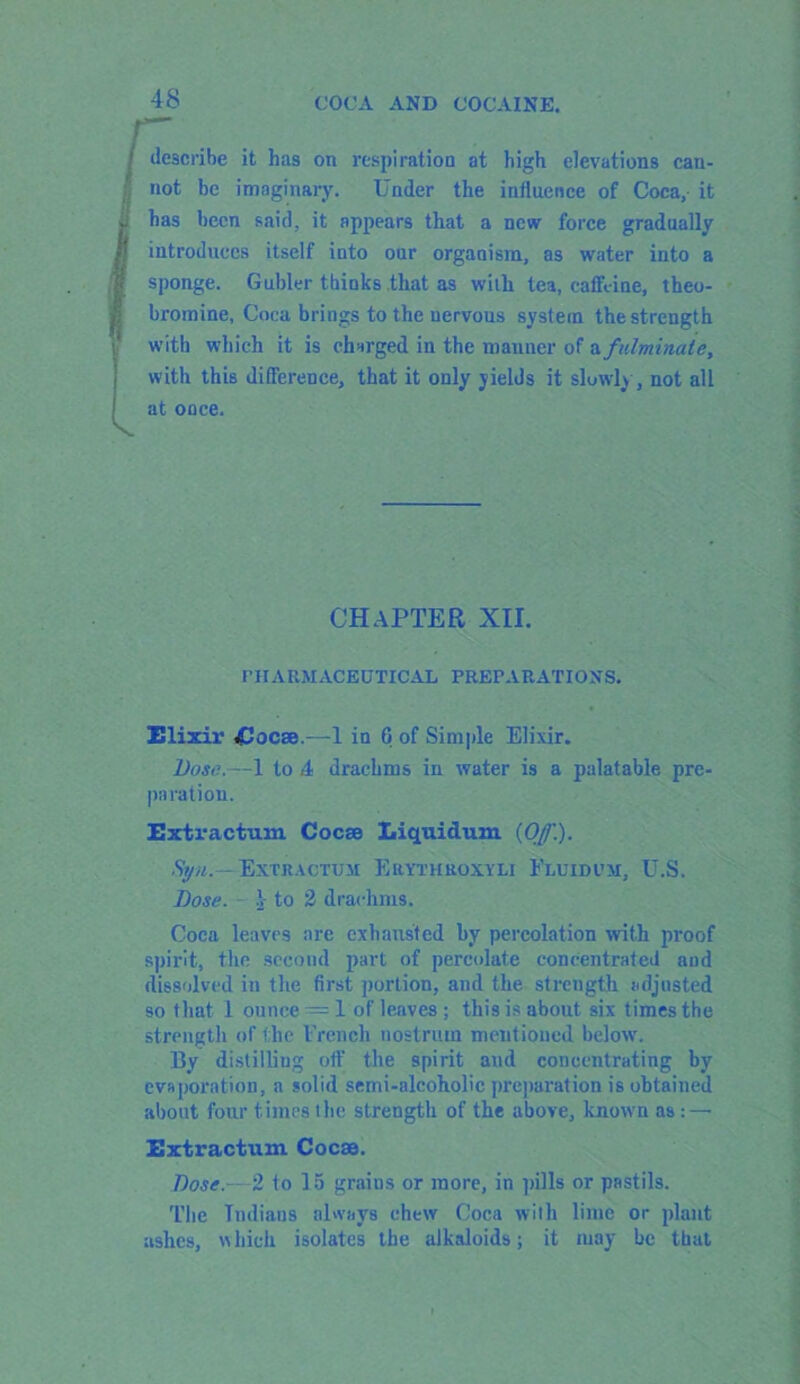 48 COCA AND COCAINE.
describe it has on respiration at high elevations can-
not be imaginary. Under the influence of Coca, it
has been said, it appears that a new force gradually
introduces itself into our organism, as water into a
sponge. Gubler thinks that as with tea, caffeine, theo-
bromine, Coca brings to the nervous system the strength
with which it is charged in the manner of a fulminate,
with this difference, that it only yields it slowly, not all
at once.
CHAPTER XII.
PHARMACEUTICAL PREPARATIONS.
Elixir Cocæ.—1 in 6 of Simple Elixir.
Dose.—1 to 4 drachms in water is a palatable pre-
paration.
Extractum Cocæ Liquidum (Off.).
Syn.—EXTRACTUM ERYTHROXYLI FLUIDUM, U.S.
Dose. – ½ to 2 drachms.
Coca leaves are exhausted by percolation with proof
spirit, the second part of percolate concentrated and
dissolved in the first portion, and the strength adjusted
so that 1 ounce = 1 of leaves; this is about six times the
strength of the French nostrum mentioned below.
By distilling off the spirit and concentrating by
evaporation, a solid semi-alcoholic preparation is obtained
about four times the strength of the above, known as:—
Extractum Cocæ.
Dose.—2 to 15 grains or more, in pills or pastils.
The Indians always chew Coca with lime or plant
ashes, which isolates the alkaloids; it may be that